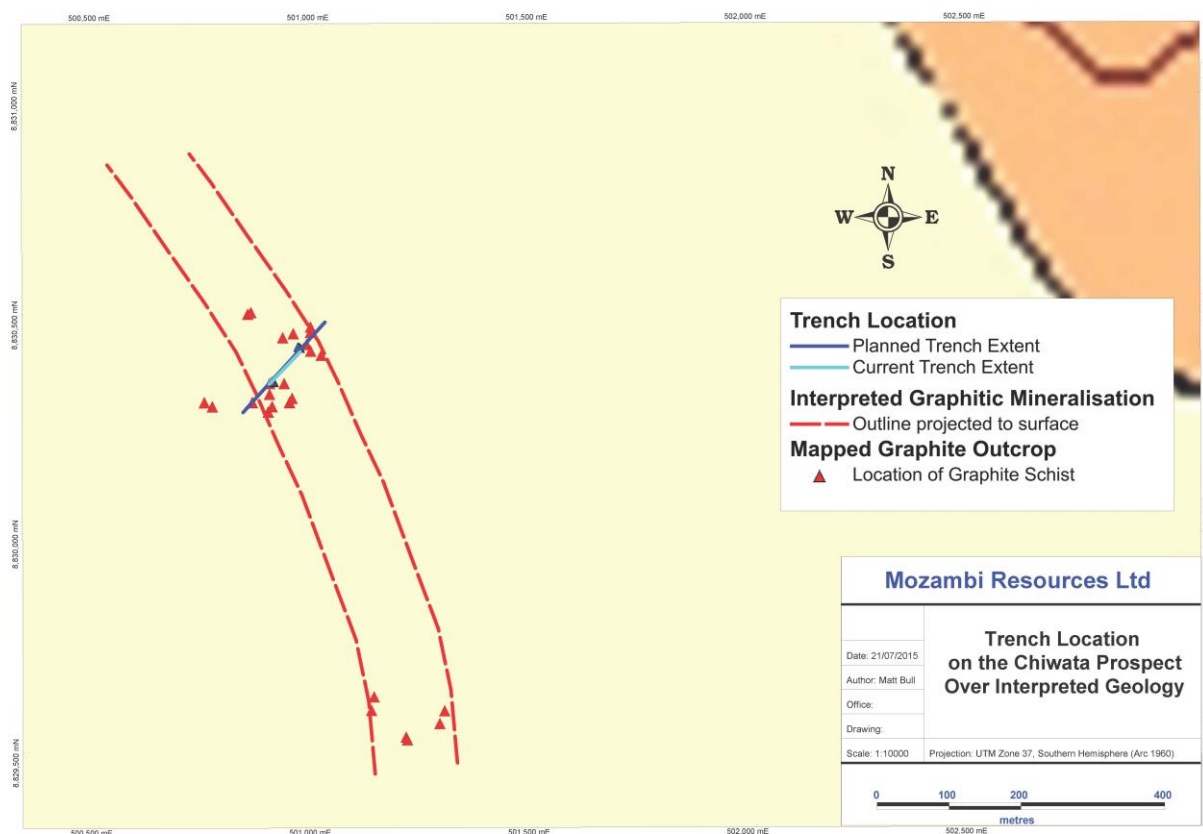 500,500 mE
501,000 mE
501,500 mE
502,000 mE
502,500 mE
8,831,000 mN
8,830,500 mN
8,830,000 mN
8,829,500 mN
N
W E
S
Trench Location
Planned Trench Extent
Current Trench Extent
Interpreted Graphitic Mineralisation
Outline projected to surface
Mapped Graphite Outcrop
Location of Graphite Schist
Mozambi Resources Ltd
Date: 21/07/2015
Author: Matt Bull
Office:
Drawing:
Scale: 1:10000
Trench Location
on the Chiwata Prospect
Over Interpreted Geology
Projection: UTM Zone 37, Southern Hemisphere (Arc 1960)
0 100 200 400
metres
500,500 mE
501,000 mE
501,500 mE
502,000 mE
502,500 mE